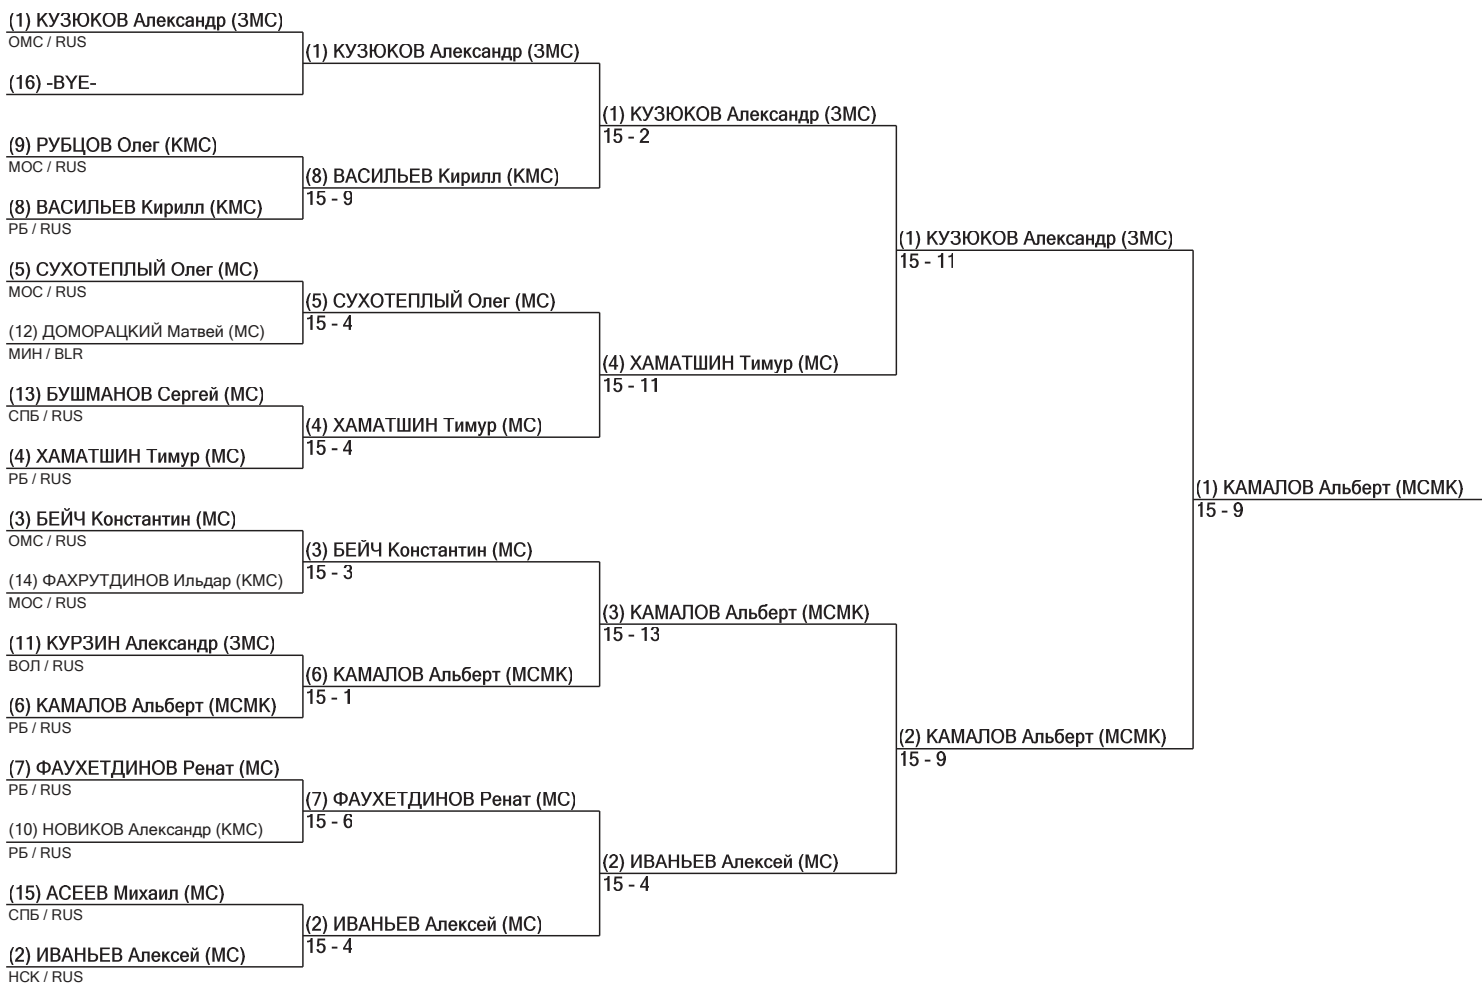 (1) КУЗЮКОВ Александр (ЗМС)
ОМС / RUS
(16) -BYE-
(9) РУБЦОВ Олег (КМС)
МОС / RUS
(8) ВАСИЛЬЕВ Кирилл (КМС)
РБ / RUS
(5) СУХОТЕПЛЫЙ Олег (МС)
МОС / RUS
(12) ДОМОРАЦКИЙ Матвей (МС)
МИН / BLR
(13) БУШМАНОВ Сергей (МС)
СПБ / RUS
(4) ХАМАТШИН Тимур (МС)
РБ / RUS
(3) БЕЙЧ Константин (МС)
ОМС / RUS
(14) ФАХРУТДИНОВ Ильдар (КМС)
МОС / RUS
(11) КУРЗИН Александр (ЗМС)
ВОЛ / RUS
(6) КАМАЛОВ Альберт (МСМК)
РБ / RUS
(7) ФАУХЕТДИНОВ Ренат (МС)
РБ / RUS
(10) НОВИКОВ Александр (КМС)
РБ / RUS
(15) АСЕЕВ Михаил (МС)
СПБ / RUS
(2) ИВАНЬЕВ Алексей (МС)
НСК / RUS
(1) КУЗЮКОВ Александр (ЗМС)
(8) ВАСИЛЬЕВ Кирилл (КМС)
15 - 9
(5) СУХОТЕПЛЫЙ Олег (МС)
15 - 4
(4) ХАМАТШИН Тимур (МС)
15 - 4
(3) БЕЙЧ Константин (МС)
15 - 3
(6) КАМАЛОВ Альберт (МСМК)
15 - 1
(7) ФАУХЕТДИНОВ Ренат (МС)
15 - 6
(2) ИВАНЬЕВ Алексей (МС)
15 - 4
(1) КУЗЮКОВ Александр (ЗМС)
15 - 2
(4) ХАМАТШИН Тимур (МС)
15 - 11
(3) КАМАЛОВ Альберт (МСМК)
15 - 13
(2) ИВАНЬЕВ Алексей (МС)
15 - 4
(1) КУЗЮКОВ Александр (ЗМС)
15 - 11
(2) КАМАЛОВ Альберт (МСМК)
15 - 9
(1) КАМАЛОВ Альберт (МСМК)
15 - 9